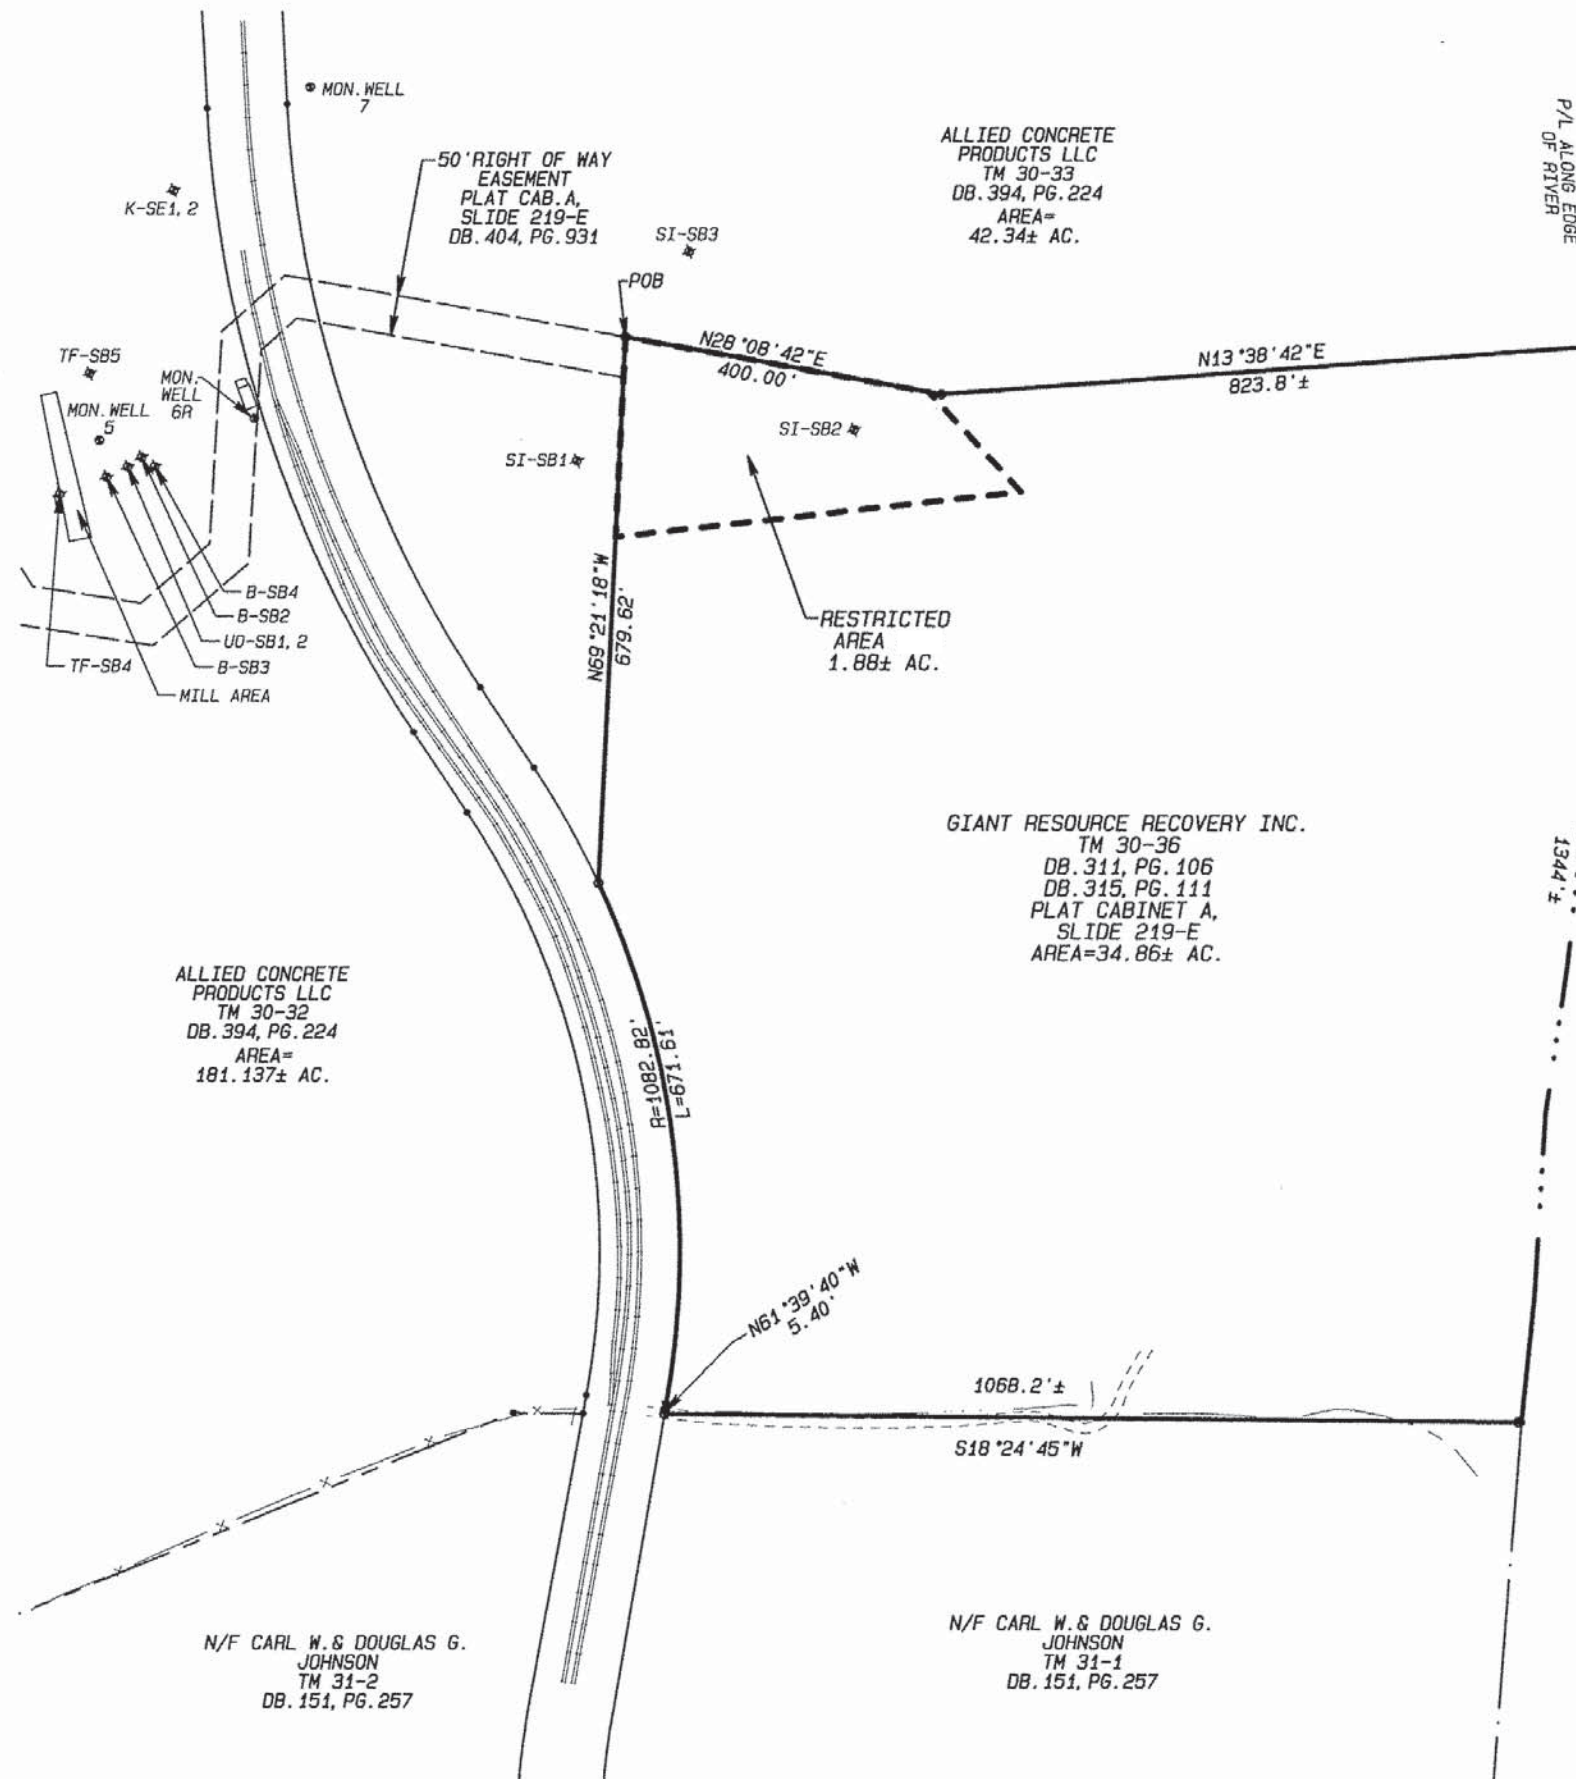 MON. WELL
7
50' RIGHT OF WAY
EASEMENT
PLAT CAB.A,
SLIDE 219-E
DB.404, PG.931
ALLIED CONCRETE
PRODUCTS LLC
TM 30-33
DB.394, PG.224
AREA=
42.34± AC.
P/L ALONG EDGE
OF RIVER
K-SE1,2
SI-SB3
POB
N28°08'42"E
400.00'
N13°38'42"E
823.8'±
TF-SB5
MON.
WELL
6R
MON. WELL
5
SI-SB1
SI-SB2
N69°21'18"W
679.62'
B-SB4
B-SB2
UO-SB1,2
B-SB3
TF-SB4
MILL AREA
RESTRICTED
AREA
1.88± AC.
GIANT RESOURCE RECOVERY INC.
TM 30-36
DB.311, PG.106
DB.315, PG.111
PLAT CABINET A,
SLIDE 219-E
AREA=34.86± AC.
1344'±
ALLIED CONCRETE
PRODUCTS LLC
TM 30-32
DB.394, PG.224
AREA=
181.137± AC.
R=1082.82'
L=671.61'
N61°39'40"W
5.40'
1068.2'±
S18°24'45"W
N/F CARL W.& DOUGLAS G.
JOHNSON
TM 31-2
DB.151, PG.257
N/F CARL W.& DOUGLAS G.
JOHNSON
TM 31-1
DB.151, PG.257